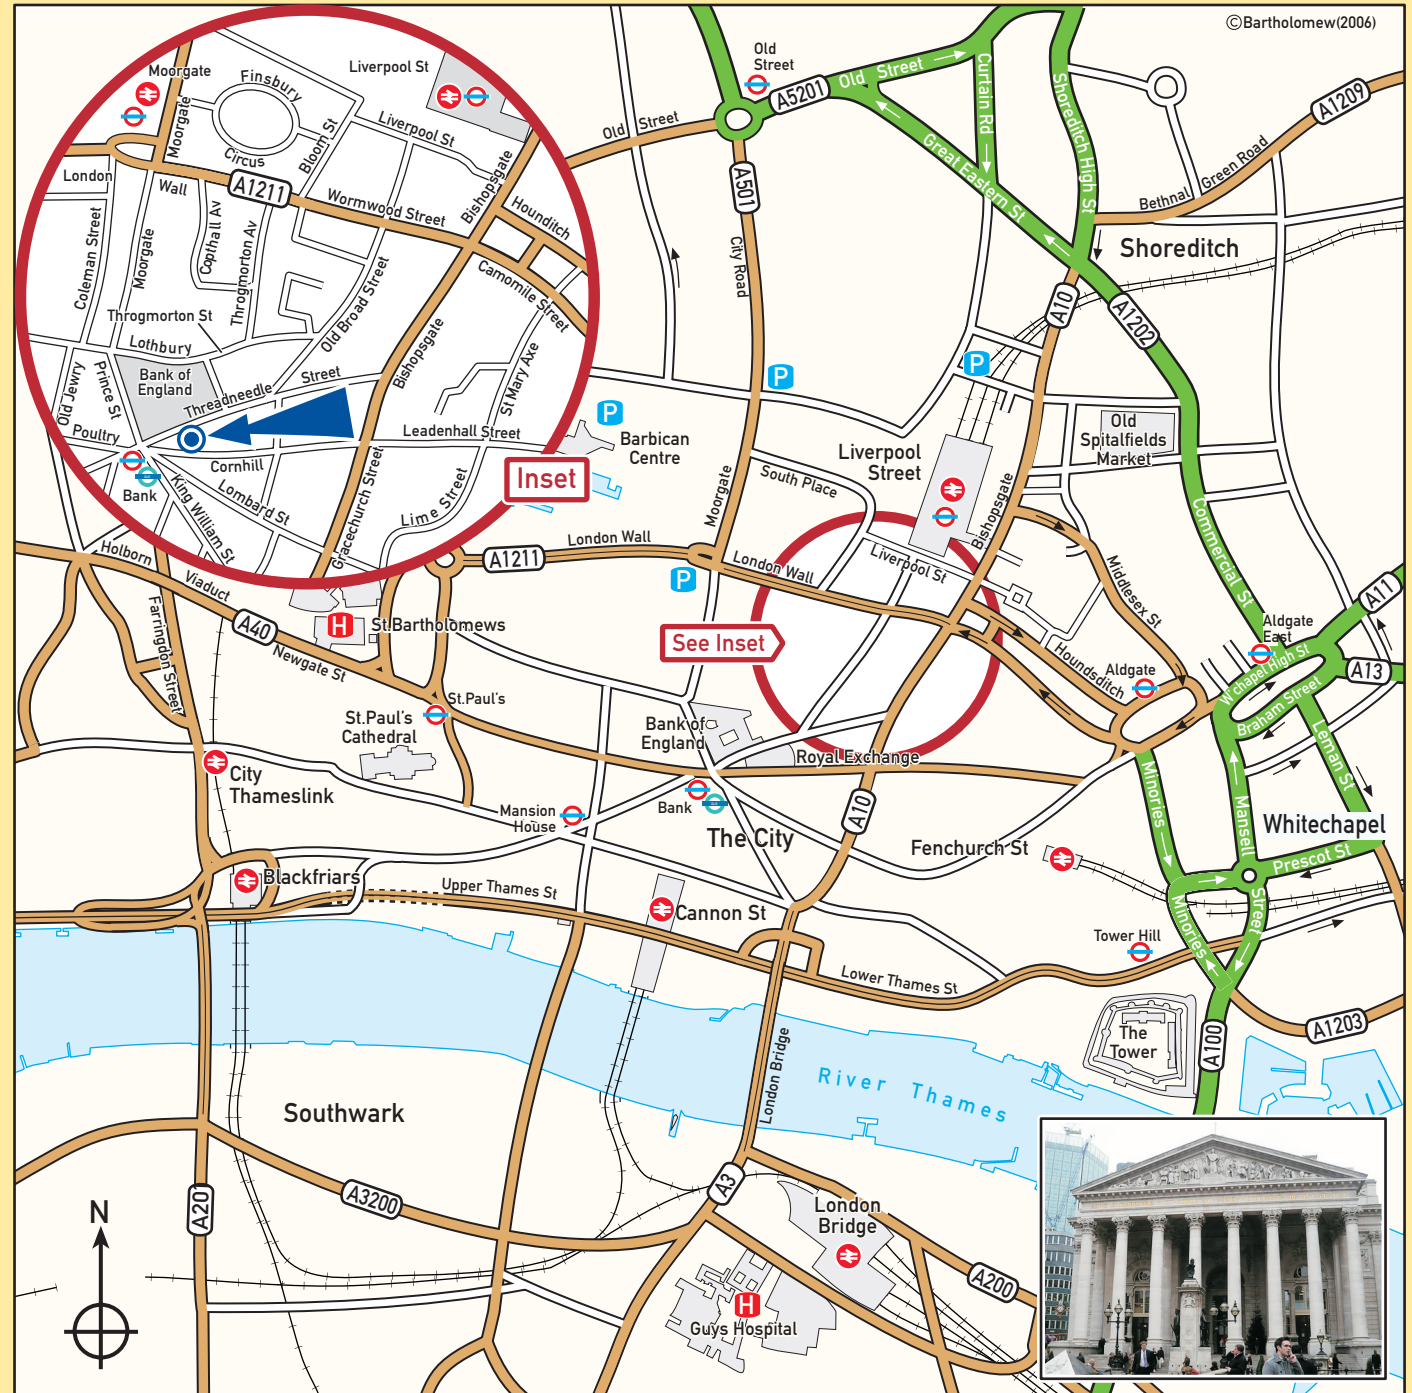 ©Bartholomew(2006)
Moorgate
Finsbury
Circus
Liverpool St
Moorgate
Bloom St
Liverpool St
London
Wall
A1211
Wormwood Street
Bishopsgate
Hounditch
Camomile Street
Coleman Street
Moorgate
Copthall Av
Throgmorton Av
Throgmorton St
Lothbury
Old Broad Street
Bishopsgate
St Mary Axe
Bank of
England
Old Jewry
Prince St
Threadneedle
Street
Poultry
Cornhill
Leadenhall Street
Bank
King William St
Lombard St
Gracechurch Street
Lime Street
Inset
Old
Street
A5201
Old Street
Old Street
Curtain Rd
Shoreditch High St
Great Eastern St
A1209
Bethnal Green Road
Shoreditch
A501
City Road
A10
A1202
P
P
P
P
Barbican
Centre
Liverpool
Street
Old
Spitalfields
Market
South Place
Moorgate
Bishopsgate
Commercial St
London Wall
A1211
London Wall
Liverpool St
Middlesex St
Houndsditch
Aldgate
Aldgate
East
A11
A13
W'chapel High St
Braham Street
Leman St
Holborn
Viaduct
A40
Farringdon Street
H
St.Bartholomews
Newgate St
St.Paul's
St.Paul's
Cathedral
See Inset
Bank of
England
Royal Exchange
Bank
The City
A10
City
Thameslink
Mansion
House
Fenchurch St
Minories
Mansell
Street
Whitechapel
Prescot St
Minories
Blackfriars
Upper Thames St
Cannon St
Tower Hill
Lower Thames St
A1203
A100
The
Tower
River Thames
London Bridge
Southwark
A201
A3200
A3
London
Bridge
A200
H
Guys Hospital
N